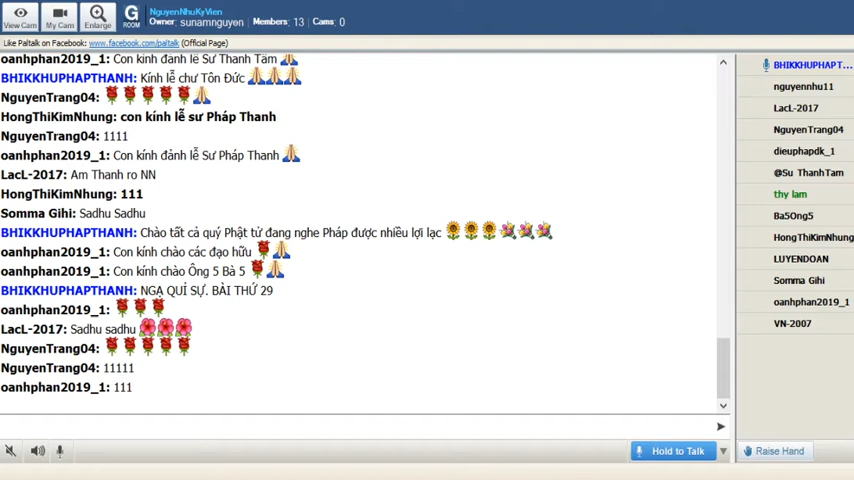 View Cam
My Cam
Enlarge
G
ROOM
NguyenNhuKyVien
Owner: sunamnguyen Members: 13 Cams: 0
Like Paltalk on Facebook: www.facebook.com/paltalk (Official Page)
oanhphan2019_1: Con kính đảnh lễ Sư Thanh Tâm
BHIKKHUPHAPTHANH: Kính lễ chư Tôn Đức
NguyenTrang04:
HongThiKimNhung: con kính lễ sư Pháp Thanh
NguyenTrang04: 1111
oanhphan2019_1: Con kính đảnh lễ Sư Pháp Thanh
LacL-2017: Am Thanh ro NN
HongThiKimNhung: 111
Somma Gihi: Sadhu Sadhu
BHIKKHUPHAPTHANH: Chào tất cả quý Phật tử đang nghe Pháp được nhiều lợi lạc
oanhphan2019_1: Con kính chào các đạo hữu
oanhphan2019_1: Con kính chào Ông 5 Bà 5
BHIKKHUPHAPTHANH: NGẠ QUỈ SỰ. BÀI THỨ 29
oanhphan2019_1:
LacL-2017: Sadhu sadhu
NguyenTrang04:
NguyenTrang04: 11111
oanhphan2019_1: 111
BHIKKHUPHAPT...
nguyennhu11
LacL-2017
NguyenTrang04
dieuphapdk_1
@Su ThanhTam
thy lam
Ba5Ong5
HongThiKimNhung
LUYENDOAN
Somma Gihi
oanhphan2019_1
VN-2007
Hold to Talk
Raise Hand